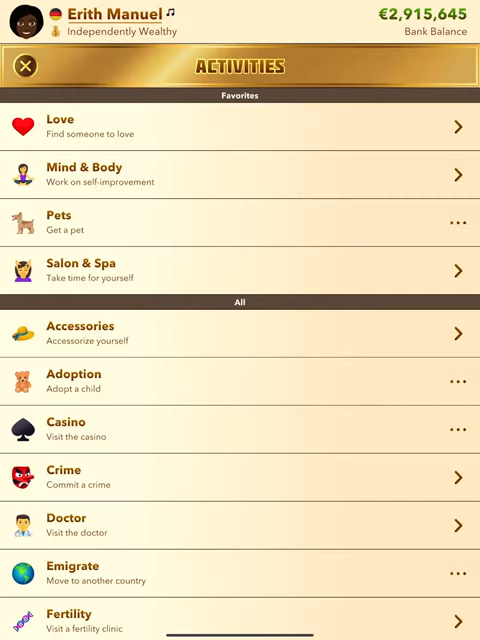 Erith Manuel
€2,915,645
Independently Wealthy
Bank Balance
ACTIVITIES
Favorites
Love
Find someone to love
Mind & Body
Work on self-improvement
Pets
Get a pet
Salon & Spa
Take time for yourself
All
Accessories
Accessorize yourself
Adoption
Adopt a child
Casino
Visit the casino
Crime
Commit a crime
Doctor
Visit the doctor
Emigrate
Move to another country
Fertility
Visit a fertility clinic